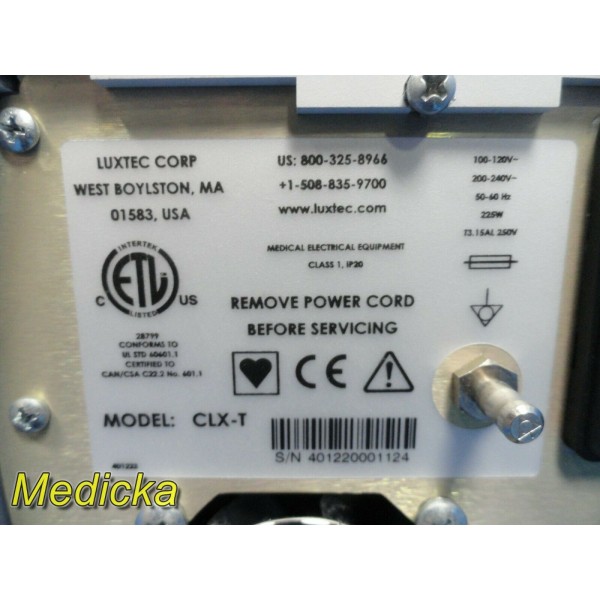 LUXTEC CORP
WEST BOYLSTON, MA
01583, USA
US: 800-325-8966
+1-508-835-9700
www.luxtec.com
100-120V~
200-240V~
50-60 Hz
225W
T3.15AL 250V
MEDICAL ELECTRICAL EQUIPMENT
CLASS 1, IP20
INTERTEK
ETL
C US
LISTED
28799
CONFORMS TO
UL STD 60601.1
CERTIFIED TO
CAN/CSA C22.2 No. 601.1
REMOVE POWER CORD
BEFORE SERVICING
CE
MODEL: CLX-T
S/N 401220001124
401233
Medicka